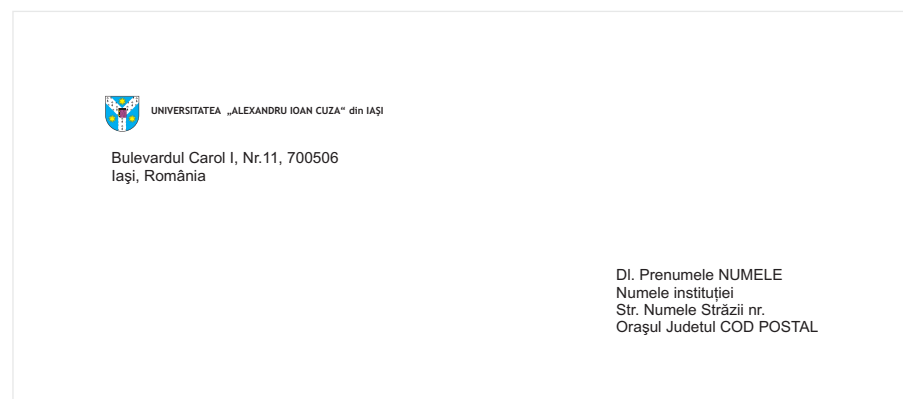 UNIVERSITATEA „ALEXANDRU IOAN CUZA“ din IAŞI
Bulevardul Carol I, Nr.11, 700506
Iaşi, România
Dl. Prenumele NUMELE
Numele instituţiei
Str. Numele Străzii nr.
Oraşul Judetul COD POSTAL